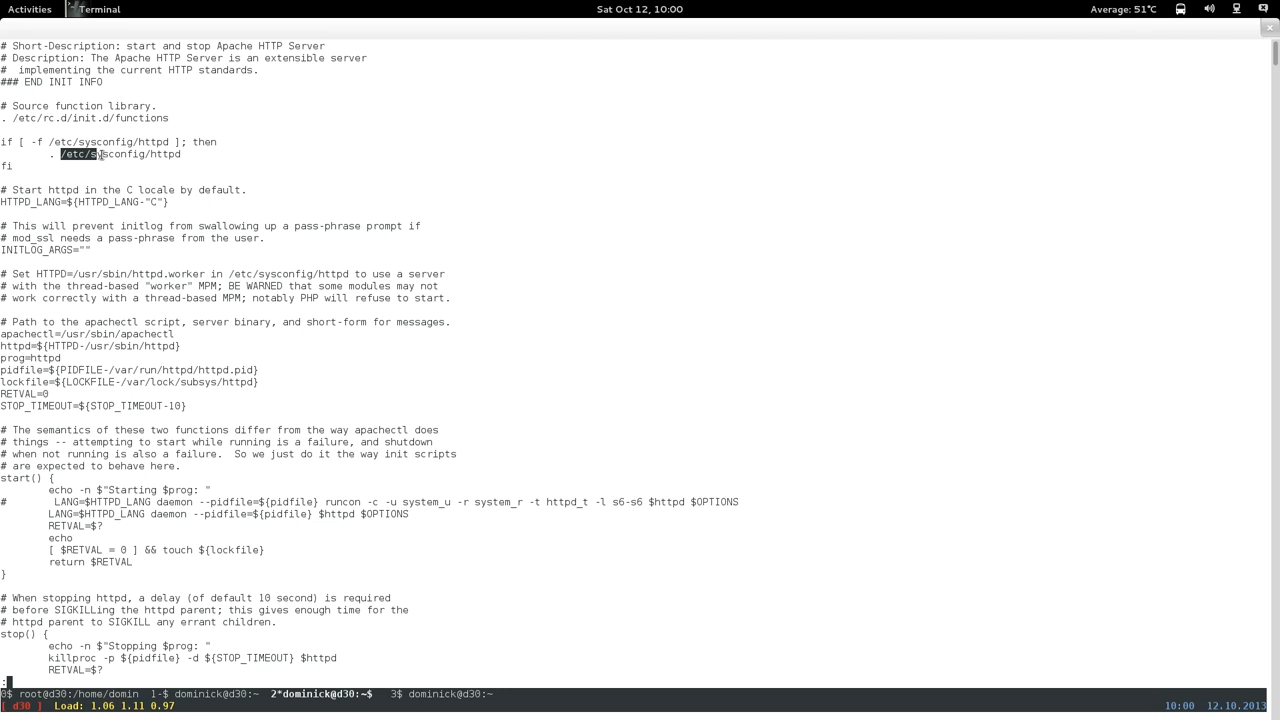 Activities Terminal Sat Oct 12, 10:00 Average: 51°C
# Short-Description: start and stop Apache HTTP Server
# Description: The Apache HTTP Server is an extensible server
#  implementing the current HTTP standards.
### END INIT INFO
# Source function library.
. /etc/rc.d/init.d/functions
if [ -f /etc/sysconfig/httpd ]; then
        . /etc/sysconfig/httpd
fi
# Start httpd in the C locale by default.
HTTPD_LANG=${HTTPD_LANG-"C"}
# This will prevent initlog from swallowing up a pass-phrase prompt if
# mod_ssl needs a pass-phrase from the user.
INITLOG_ARGS=""
# Set HTTPD=/usr/sbin/httpd.worker in /etc/sysconfig/httpd to use a server
# with the thread-based "worker" MPM; BE WARNED that some modules may not
# work correctly with a thread-based MPM; notably PHP will refuse to start.
# Path to the apachectl script, server binary, and short-form for messages.
apachectl=/usr/sbin/apachectl
httpd=${HTTPD-/usr/sbin/httpd}
prog=httpd
pidfile=${PIDFILE-/var/run/httpd/httpd.pid}
lockfile=${LOCKFILE-/var/lock/subsys/httpd}
RETVAL=0
STOP_TIMEOUT=${STOP_TIMEOUT-10}
# The semantics of these two functions differ from the way apachectl does
# things -- attempting to start while running is a failure, and shutdown
# when not running is also a failure.  So we just do it the way init scripts
# are expected to behave here.
start() {
        echo -n $"Starting $prog: "
#        LANG=$HTTPD_LANG daemon --pidfile=${pidfile} runcon -c -u system_u -r system_r -t httpd_t -l s6-s6 $httpd $OPTIONS
        LANG=$HTTPD_LANG daemon --pidfile=${pidfile} $httpd $OPTIONS
        RETVAL=$?
        echo
        [ $RETVAL = 0 ] && touch ${lockfile}
        return $RETVAL
}
# When stopping httpd, a delay (of default 10 second) is required
# before SIGKILLing the httpd parent; this gives enough time for the
# httpd parent to SIGKILL any errant children.
stop() {
        echo -n $"Stopping $prog: "
        killproc -p ${pidfile} -d ${STOP_TIMEOUT} $httpd
        RETVAL=$?
:
0$ root@d30:/home/domin  1-$ dominick@d30:~  2*dominick@d30:~$   3$ dominick@d30:~
[ d30 ]  Load: 1.06 1.11 0.97 10:00  12.10.2013